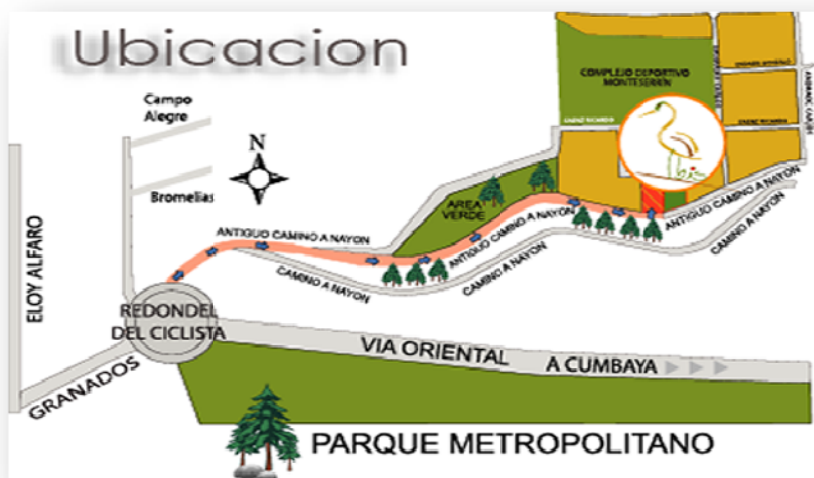 Ubicacion
Campo
Alegre
Bromelias
N
COMPLEJO DEPORTIVO
MONTESERRÍN
AREA
VERDE
ANTIGUO CAMINO A NAYON
ANTIGUO CAMINO A NAYON
ANTIGUO CAMINO A NAYON
CAMINO A NAYON
CAMINO A NAYON
CAMINO A NAYON
ELOY ALFARO
REDONDEL
DEL CICLISTA
GRANADOS
VIA ORIENTAL A CUMBAYA
PARQUE METROPOLITANO